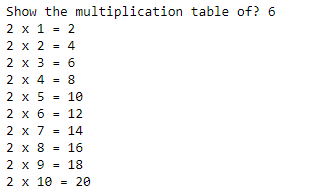 Show the multiplication table of? 6
2 x 1 = 2
2 x 2 = 4
2 x 3 = 6
2 x 4 = 8
2 x 5 = 10
2 x 6 = 12
2 x 7 = 14
2 x 8 = 16
2 x 9 = 18
2 x 10 = 20